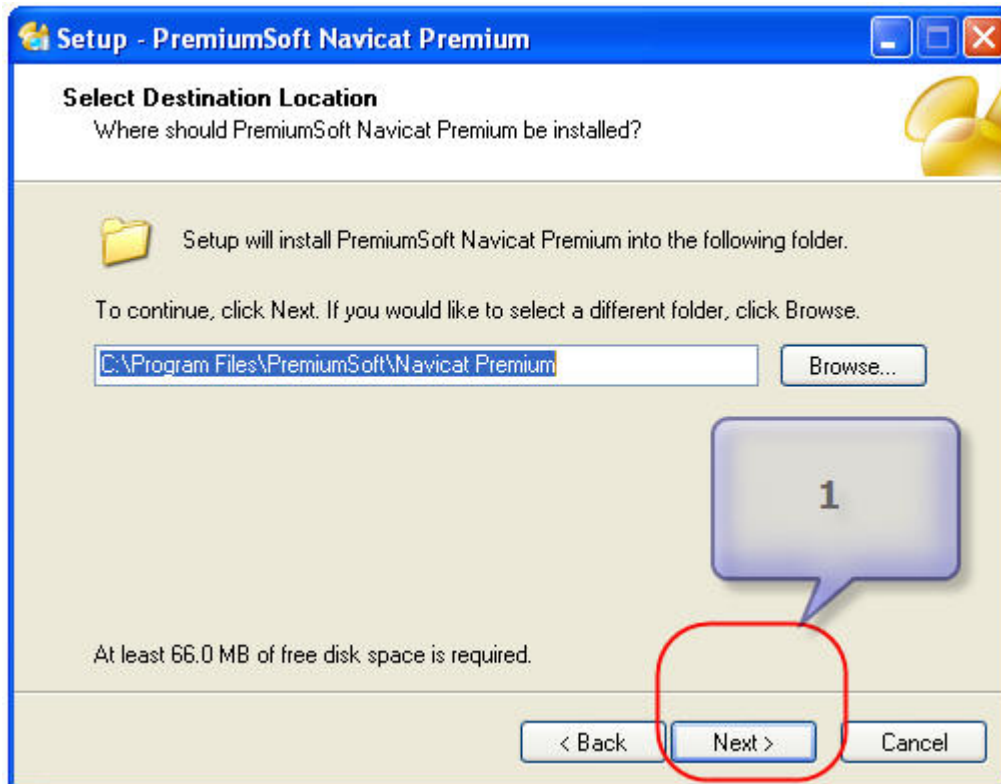 Setup - PremiumSoft Navicat Premium
Select Destination Location
Where should PremiumSoft Navicat Premium be installed?
Setup will install PremiumSoft Navicat Premium into the following folder.
To continue, click Next. If you would like to select a different folder, click Browse.
C:\Program Files\PremiumSoft\Navicat Premium
Browse...
1
At least 66.0 MB of free disk space is required.
< Back
Next >
Cancel